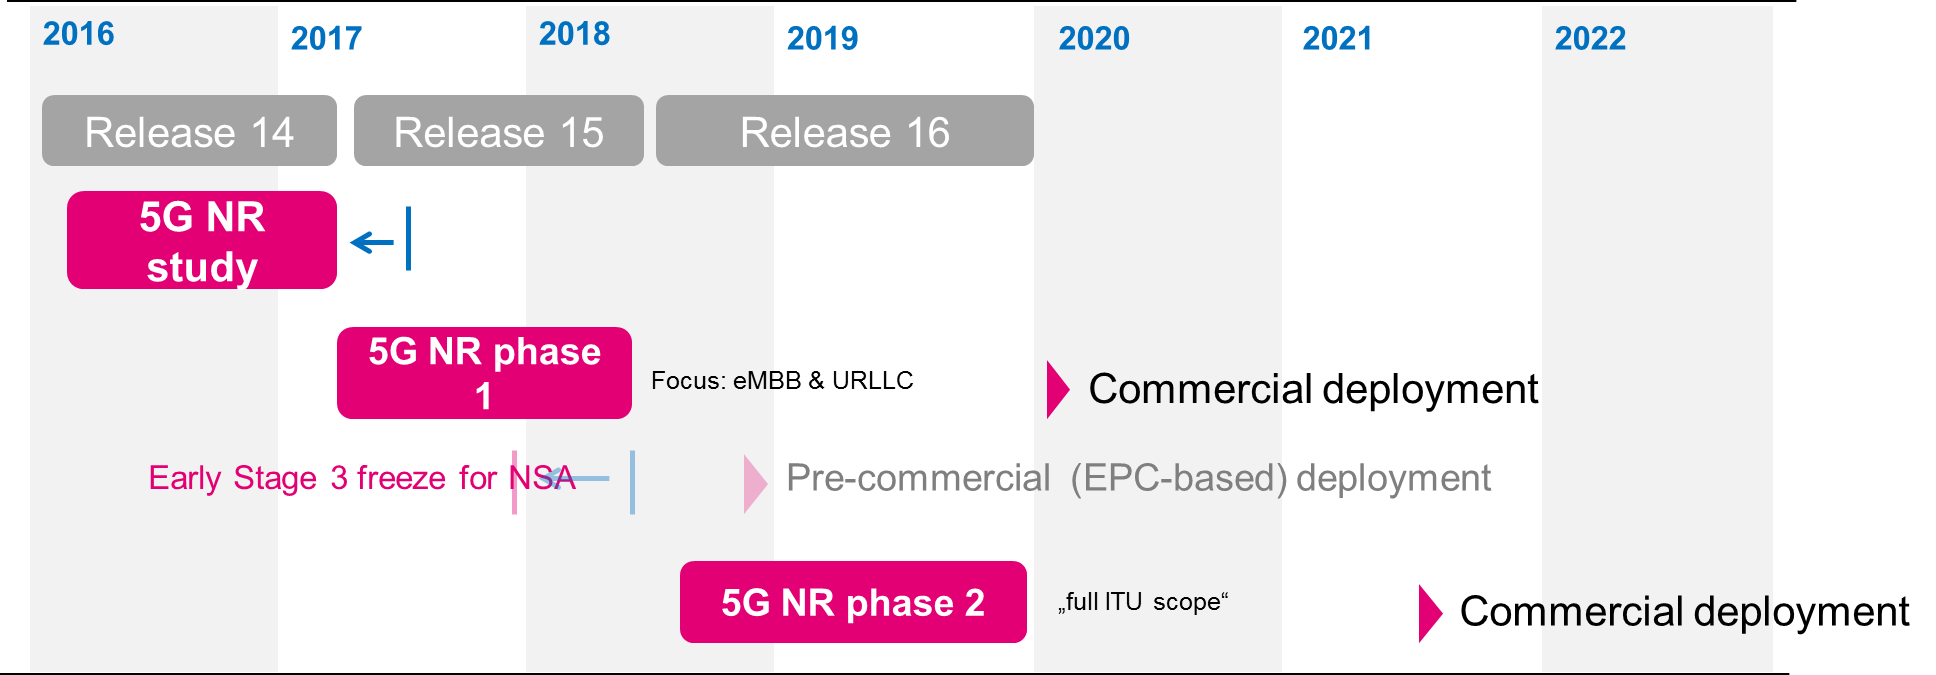 2016
2017
2018
2019
2020
2021
2022
Release 14
Release 15
Release 16
5G NR
study
5G NR phase
1
Focus: eMBB & URLLC
Commercial deployment
Early Stage 3 freeze for NSA
Pre-commercial (EPC-based) deployment
5G NR phase 2
„full ITU scope“
Commercial deployment